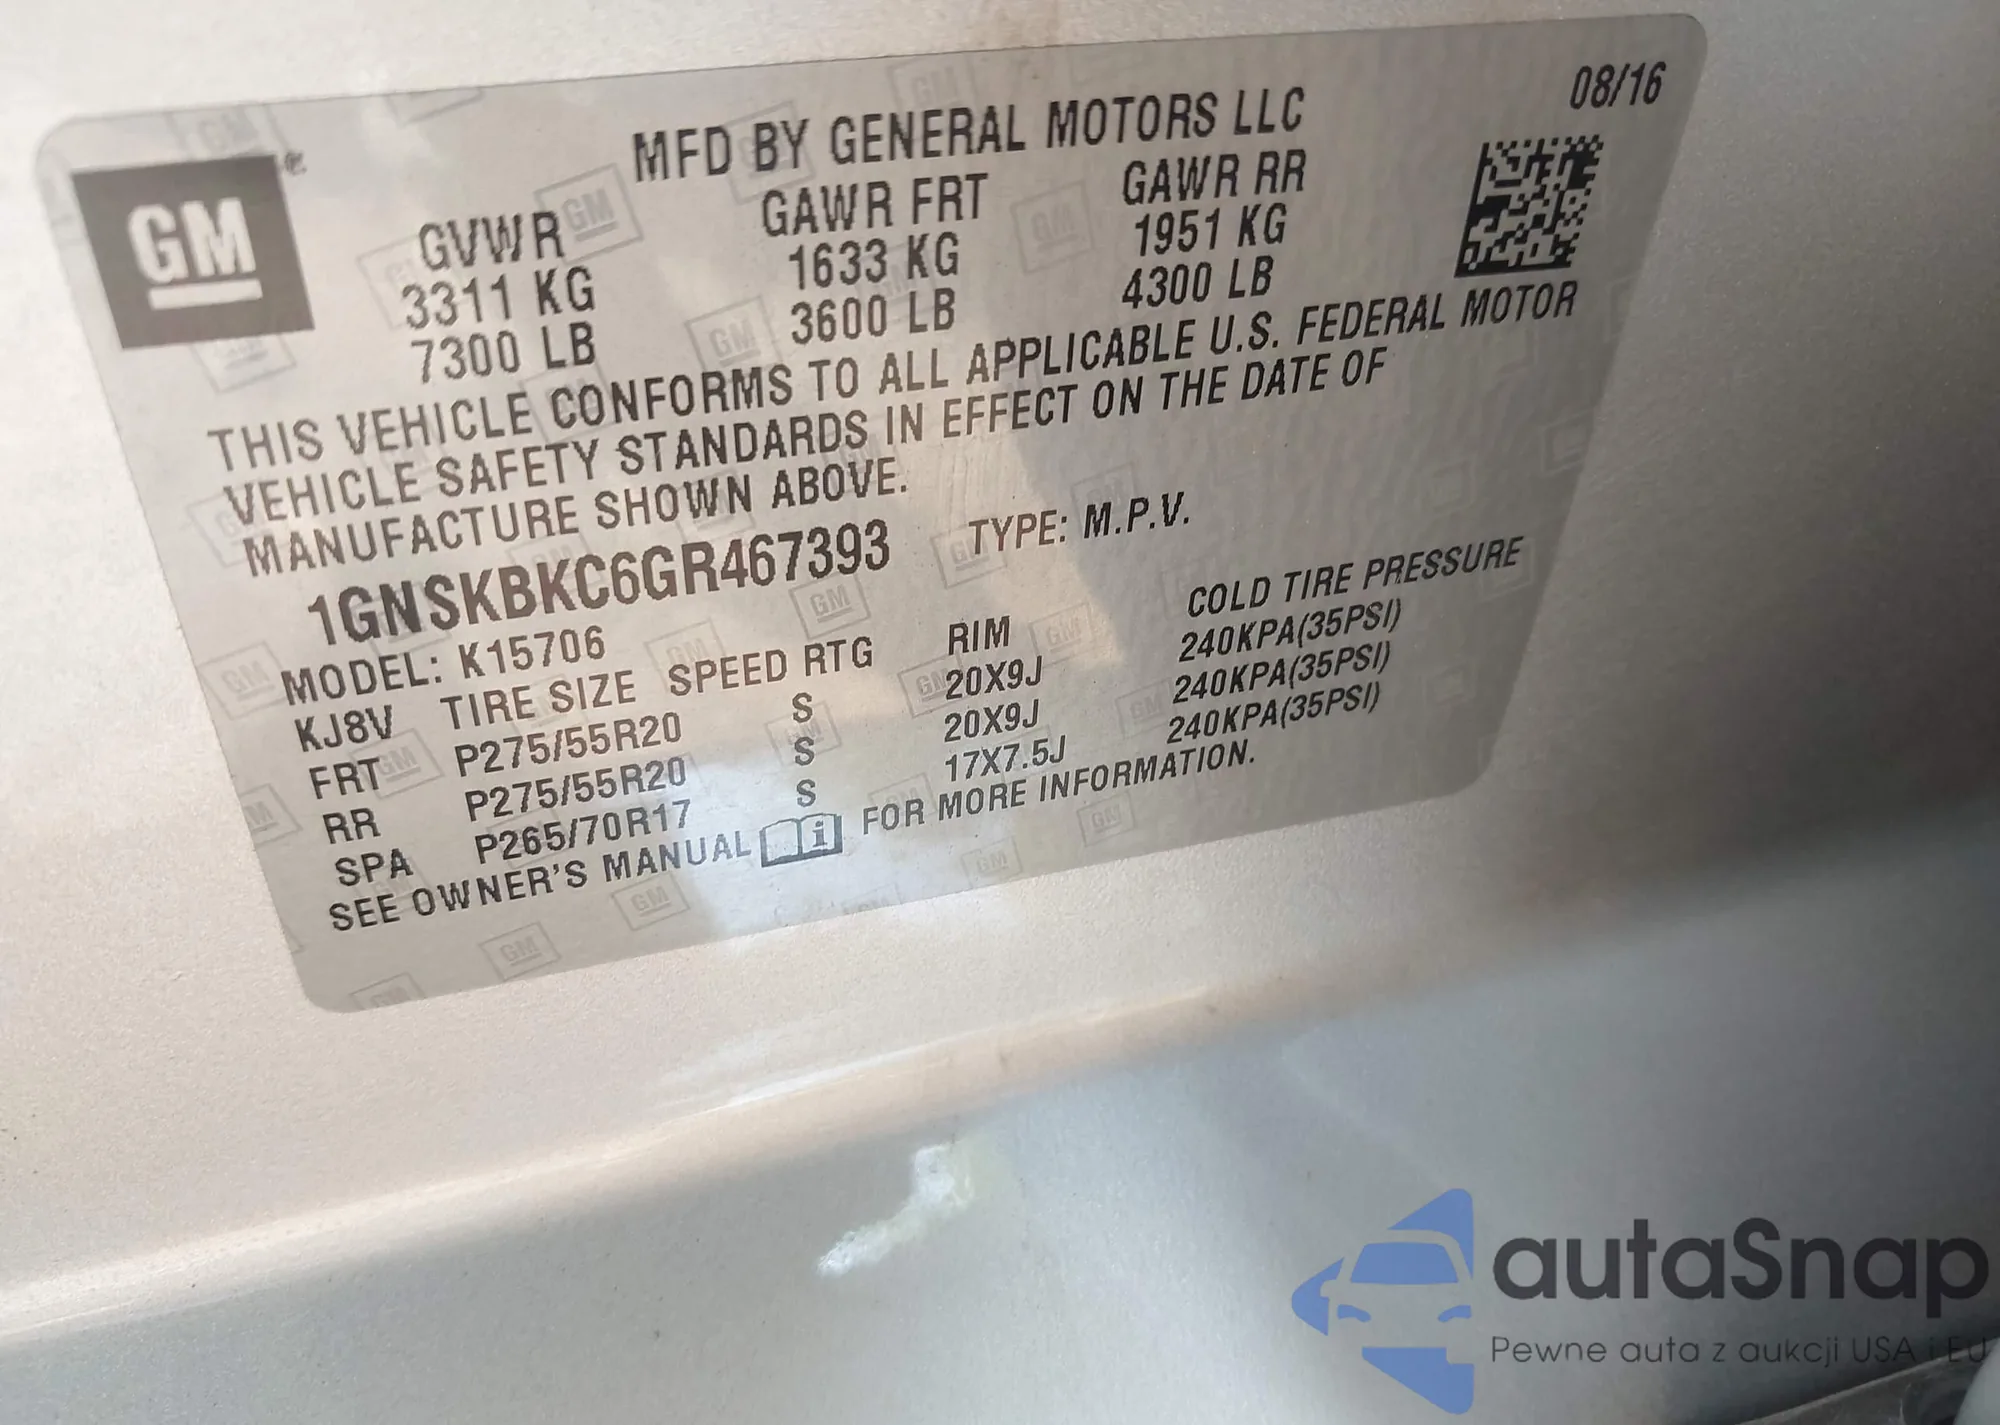 08/16
MFD BY GENERAL MOTORS LLC
GM
GVWR GAWR FRT GAWR RR
3311 KG 1633 KG 1951 KG
7300 LB 3600 LB 4300 LB
THIS VEHICLE CONFORMS TO ALL APPLICABLE U.S. FEDERAL MOTOR
VEHICLE SAFETY STANDARDS IN EFFECT ON THE DATE OF
MANUFACTURE SHOWN ABOVE.
1GNSKBKC6GR467393 TYPE: M.P.V.
MODEL: K15706
KJ8V TIRE SIZE SPEED RTG RIM COLD TIRE PRESSURE
FRT P275/55R20 S 20X9J 240KPA(35PSI)
RR P275/55R20 S 20X9J 240KPA(35PSI)
SPA P265/70R17 S 17X7.5J 240KPA(35PSI)
SEE OWNER'S MANUAL i FOR MORE INFORMATION.
autaSnap
Pewne auta z aukcji USA i EU